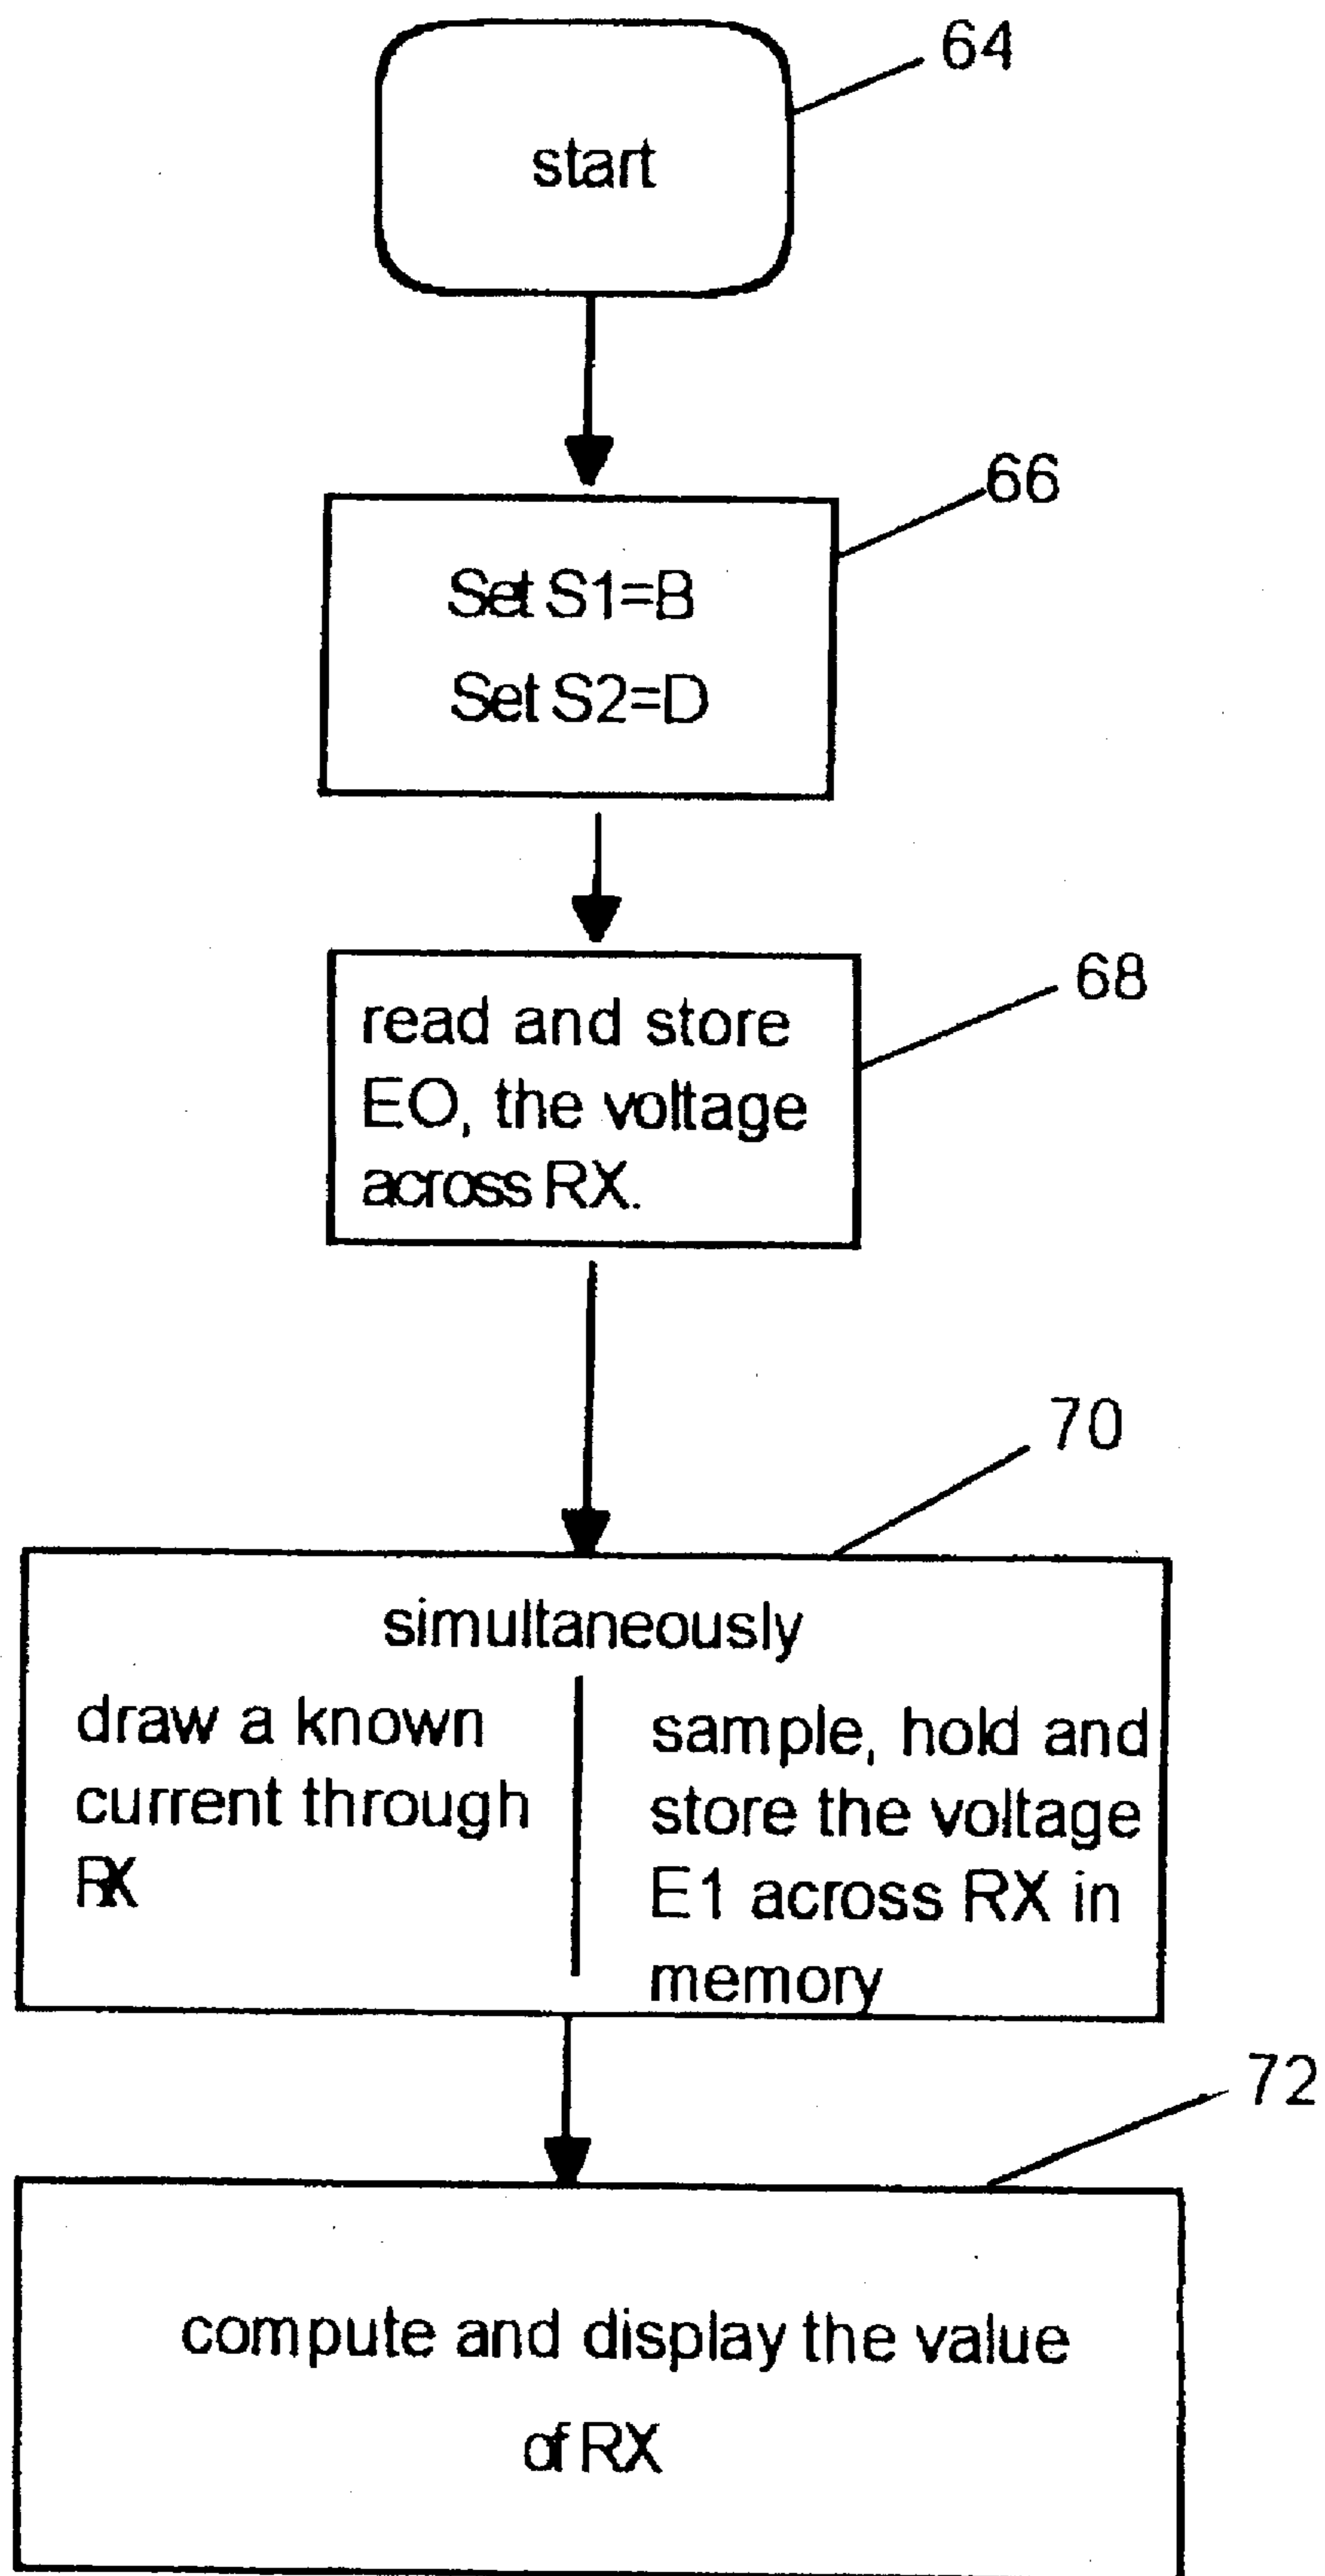 64
start
66
Set S1=B
Set S2=D
68
read and store
EO, the voltage
across RX.
70
simultaneously
draw a known
current through
RX
sample, hold and
store the voltage
E1 across RX in
memory
72
compute and display the value
of RX